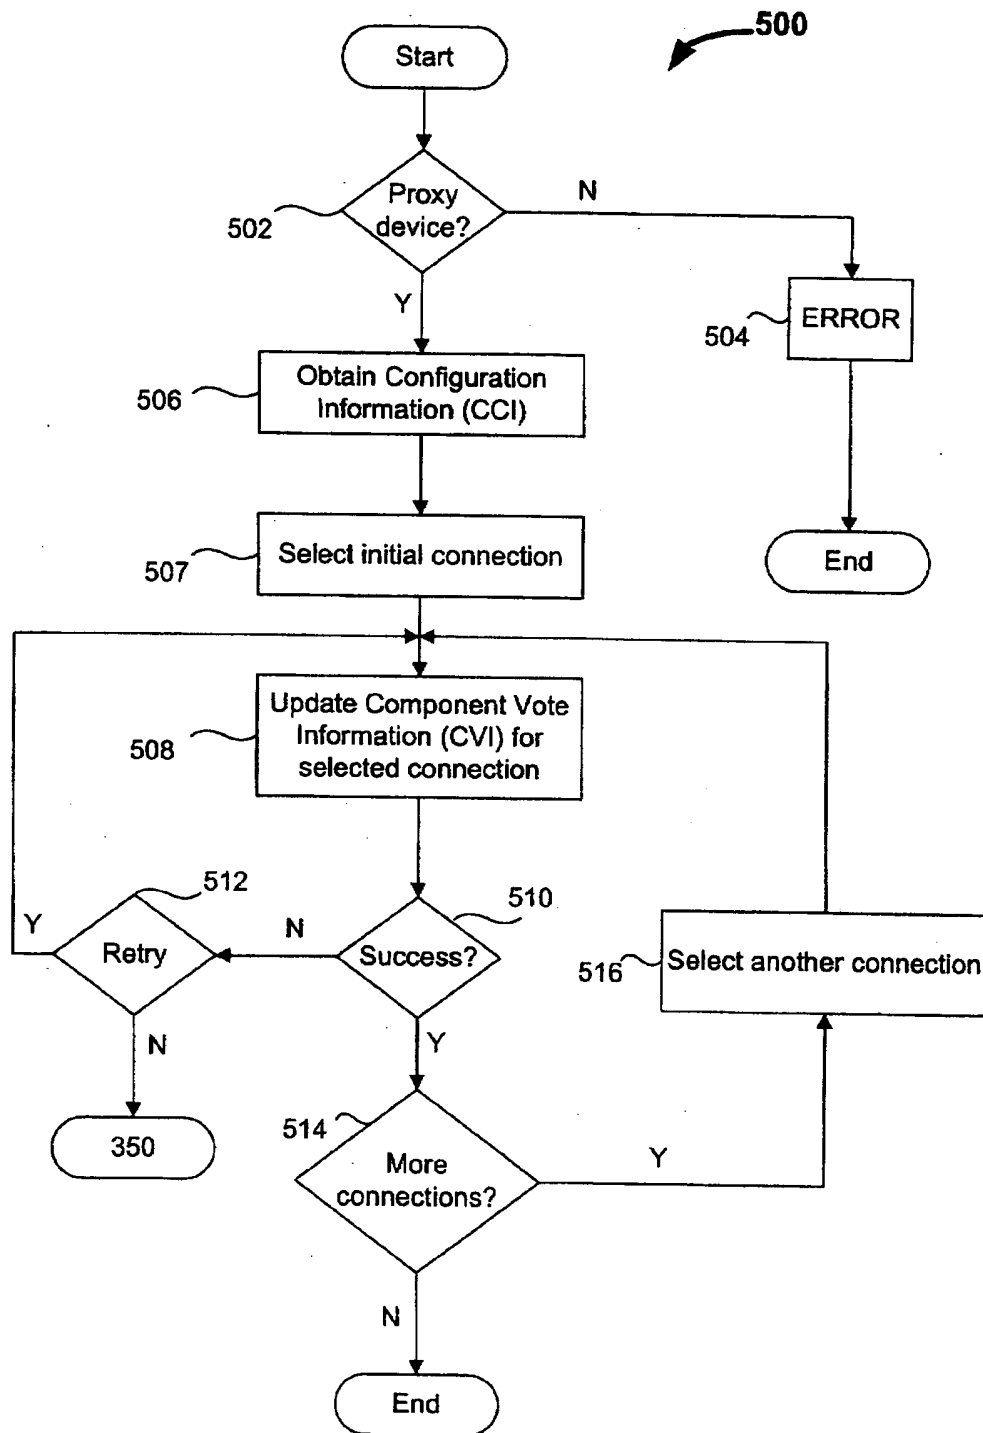 500
Start
Proxy
device?
N
502
Y
ERROR
504
Obtain Configuration
Information (CCI)
506
Select initial connection
507
End
Update Component Vote
Information (CVI) for
selected connection
508
512
510
Y
Retry
N
Success?
516
Select another connection
N
Y
350
514
More
connections?
Y
N
End